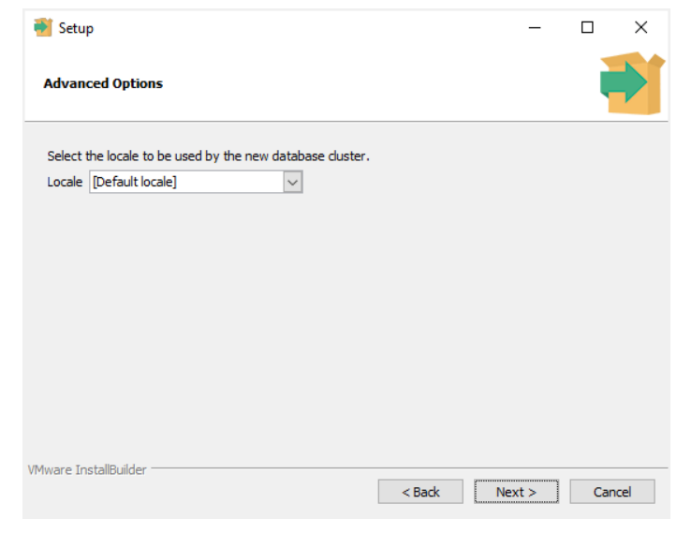 Setup
Advanced Options
Select the locale to be used by the new database cluster.
Locale [Default locale]
VMware InstallBuilder
< Back Next > Cancel